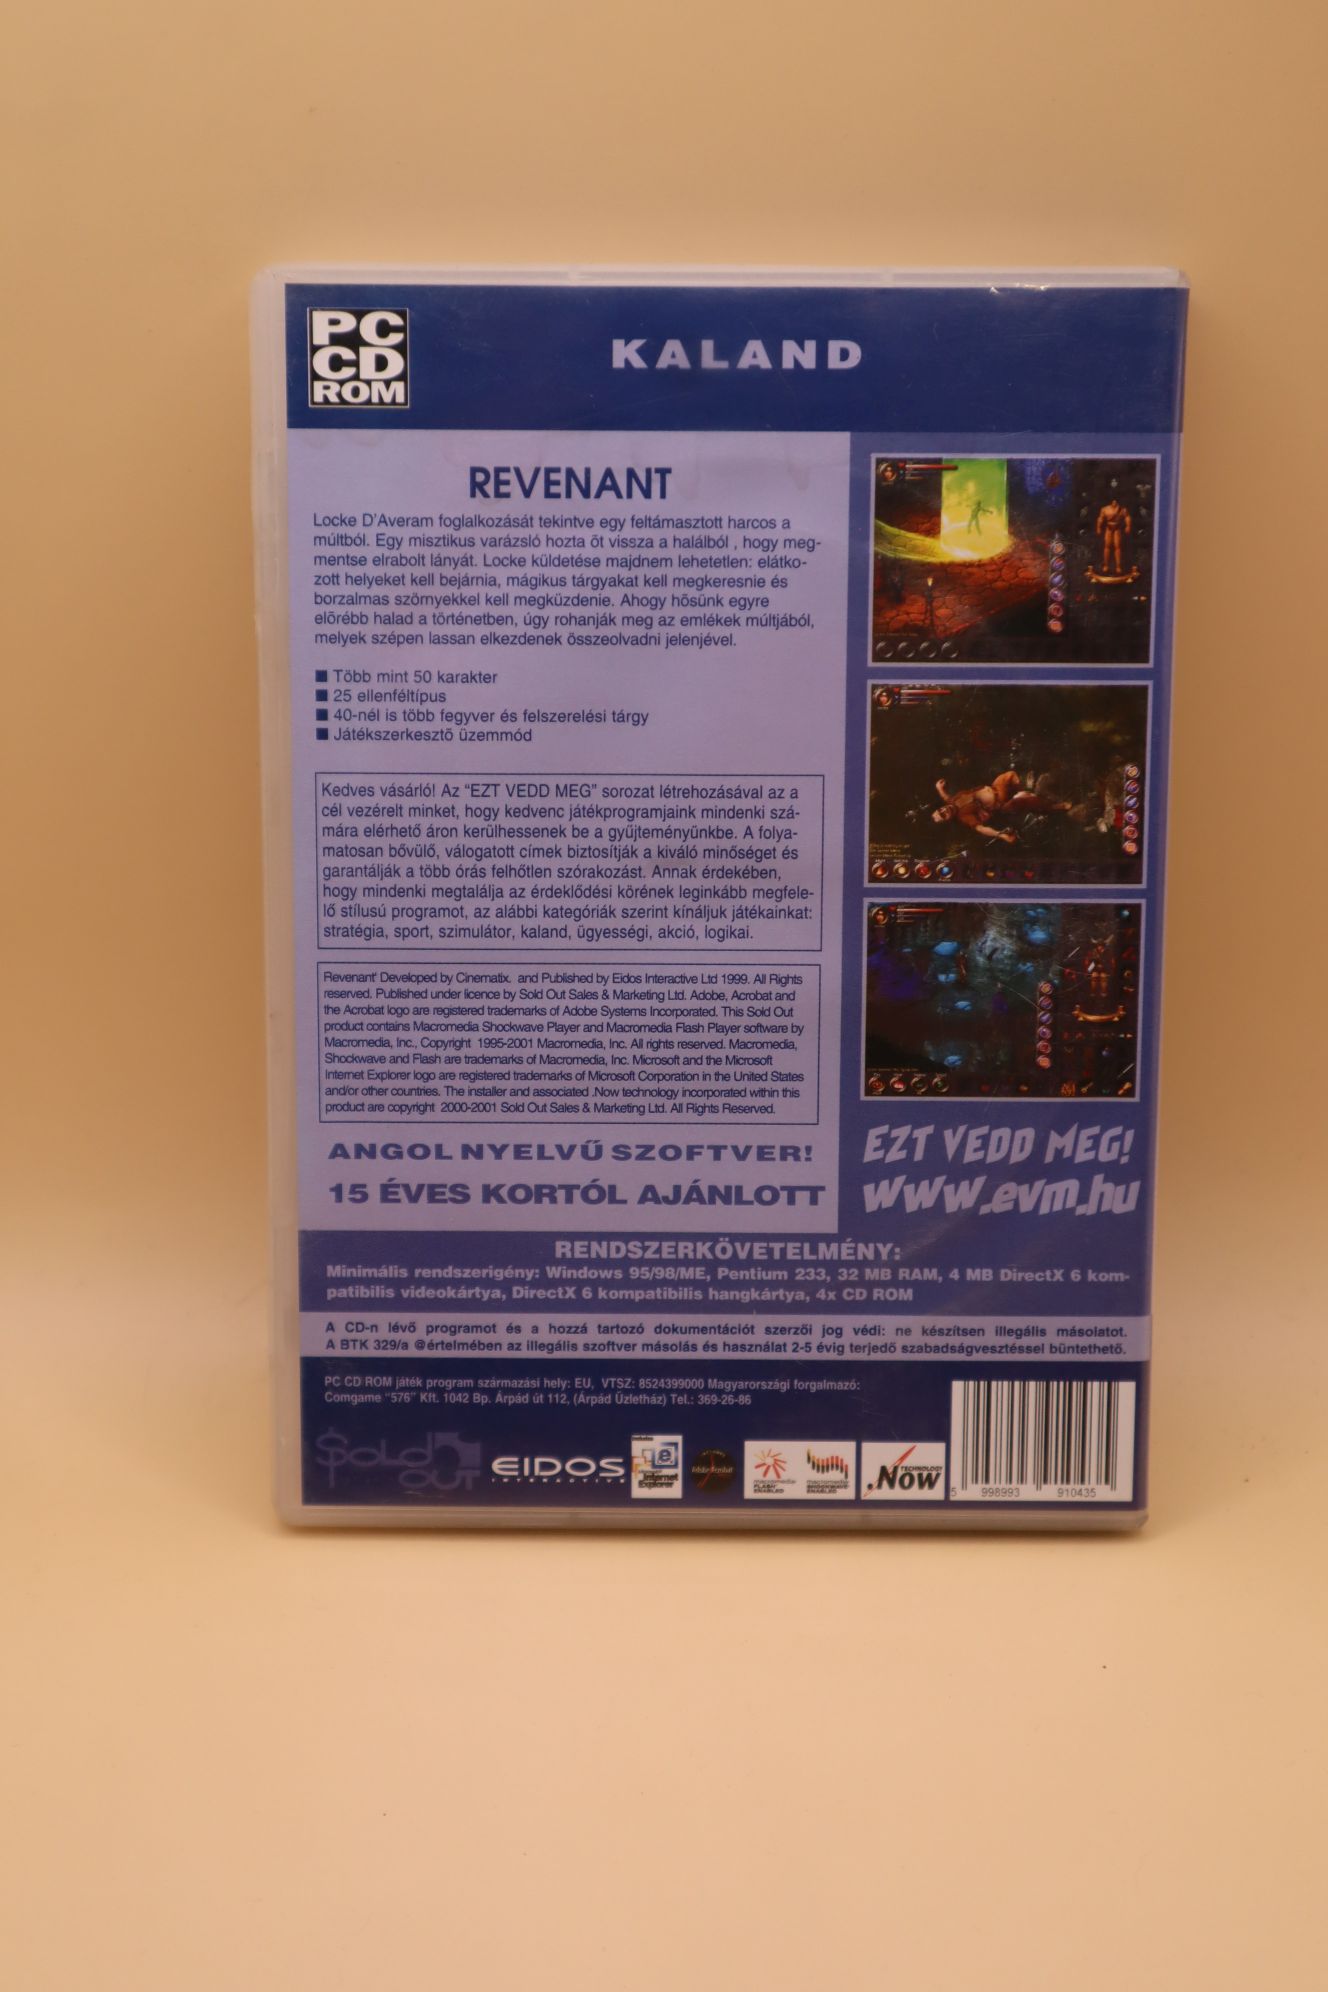 PC
CD
ROM
KALAND
REVENANT
Locke D'Averam foglalkozását tekintve egy feltámasztott harcos a
múltból. Egy misztikus varázsló hozta õt vissza a halálból , hogy meg-
mentse elrabolt lányát. Locke küldetése majdnem lehetetlen: elátko-
zott helyeket kell bejárnia, mágikus tárgyakat kell megkeresnie és
borzalmas szörnyekkel kell megküzdenie. Ahogy hõsünk egyre
elõrébb halad a történetben, úgy rohanják meg az emlékek múltjából,
melyek szépen lassan elkezdenek összeolvadni jelenjével.
■ Több mint 50 karakter
■ 25 ellenféltípus
■ 40-nél is több fegyver és felszerelési tárgy
■ Játékszerkesztõ üzemmód
Kedves vásárló! Az "EZT VEDD MEG" sorozat létrehozásával az a
cél vezérelt minket, hogy kedvenc játékprogramjaink mindenki szá-
mára elérhető áron kerülhessenek be a gyűjteményünkbe. A folya-
matosan bővülő, válogatott címek biztosítják a kiváló minőséget és
garantálják a több órás felhőtlen szórakozást. Annak érdekében,
hogy mindenki megtalálja az érdeklődési körének leginkább megfele-
lő stílusú programot, az alábbi kategóriák szerint kínáljuk játékainkat:
stratégia, sport, szimulátor, kaland, ügyességi, akció, logikai.
Revenant' Developed by Cinematix. and Published by Eidos Interactive Ltd 1999. All Rights
reserved. Published under licence by Sold Out Sales & Marketing Ltd. Adobe, Acrobat and
the Acrobat logo are registered trademarks of Adobe Systems Incorporated. This Sold Out
product contains Macromedia Shockwave Player and Macromedia Flash Player software by
Macromedia, Inc., Copyright 1995-2001 Macromedia, Inc. All rights reserved. Macromedia,
Shockwave and Flash are trademarks of Macromedia, Inc. Microsoft and the Microsoft
Internet Explorer logo are registered trademarks of Microsoft Corporation in the United States
and/or other countries. The installer and associated .Now technology incorporated within this
product are copyright 2000-2001 Sold Out Sales & Marketing Ltd. All Rights Reserved.
ANGOL NYELVŰ SZOFTVER!
15 ÉVES KORTÓL AJÁNLOTT
EZT VEDD MEG!
www.evm.hu
RENDSZERKÖVETELMÉNY:
Minimális rendszerigény: Windows 95/98/ME, Pentium 233, 32 MB RAM, 4 MB DirectX 6 kom-
patibilis videokártya, DirectX 6 kompatibilis hangkártya, 4x CD ROM
A CD-n lévő programot és a hozzá tartozó dokumentációt szerzői jog védi: ne készítsen illegális másolatot.
A BTK 329/a @értelmében az illegális szoftver másolás és használat 2-5 évig terjedő szabadságvesztéssel büntethető.
PC CD ROM játék program származási hely: EU, VTSZ: 8524399000 Magyarországi forgalmazó:
Comgame "576" Kft. 1042 Bp. Árpád út 112, (Árpád Üzletház) Tel.: 369-26-86
SOLD
OUT
EIDOS
INTERACTIVE
Internet
Explorer
macromedia
FLASH
ENABLED
macromedia
SHOCKWAVE
ENABLED
TECHNOLOGY
.Now
5 998993 910435